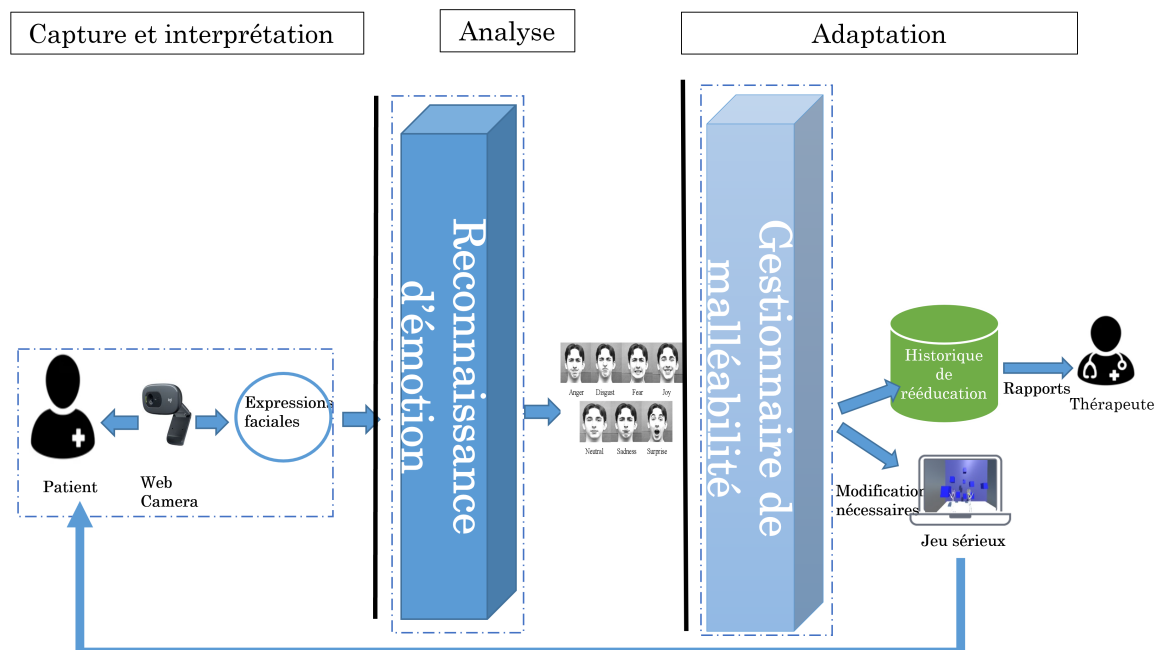 Capture et interprétation
Analyse
Adaptation
Patient
Web
Camera
Expressions
faciales
Reconnaissance
d'émotion
Anger Disgust Fear Joy
Neutral Sadness Surprise
Gestionnaire de
malléabilité
Historique
de
rééducation
Rapports
Thérapeute
Modification
nécessaires
Jeu sérieux